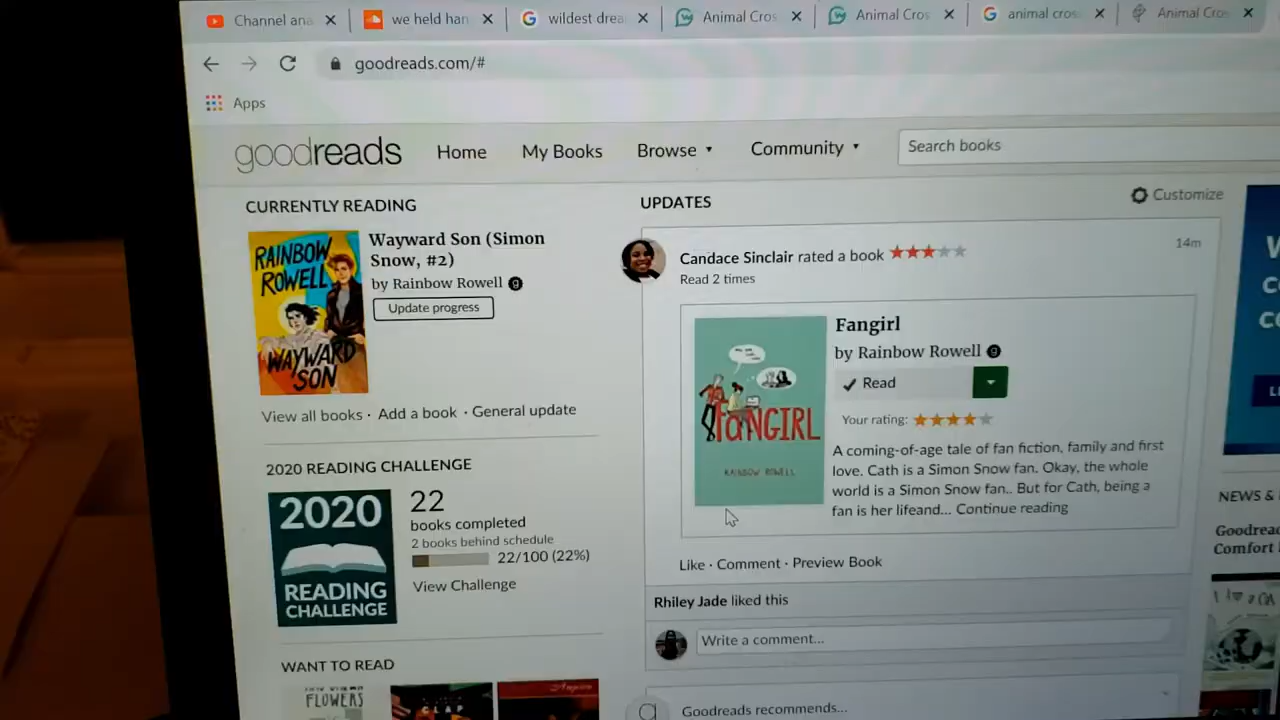 Channel ana
we held han
wildest drea
Animal Cros
Animal Cros
animal cros
Animal Cros
goodreads.com/#
Apps
goodreads
Home
My Books
Browse
Community
Search books
CURRENTLY READING
RAINBOW
ROWELL
WAYWARD
SON
Wayward Son (Simon
Snow, #2)
by Rainbow Rowell
Update progress
View all books · Add a book · General update
2020 READING CHALLENGE
2020
READING
CHALLENGE
22
books completed
2 books behind schedule
22/100 (22%)
View Challenge
WANT TO READ
FLOWERS
CLAP
UPDATES
Customize
Candace Sinclair rated a book
14m
Read 2 times
FANGIRL
RAINBOW ROWELL
Fangirl
by Rainbow Rowell
Read
Your rating:
A coming-of-age tale of fan fiction, family and first
love. Cath is a Simon Snow fan. Okay, the whole
world is a Simon Snow fan.. But for Cath, being a
fan is her lifeand... Continue reading
Like · Comment · Preview Book
Rhiley Jade liked this
Write a comment...
Goodreads recommends...
NEWS &
Goodread
Comfort